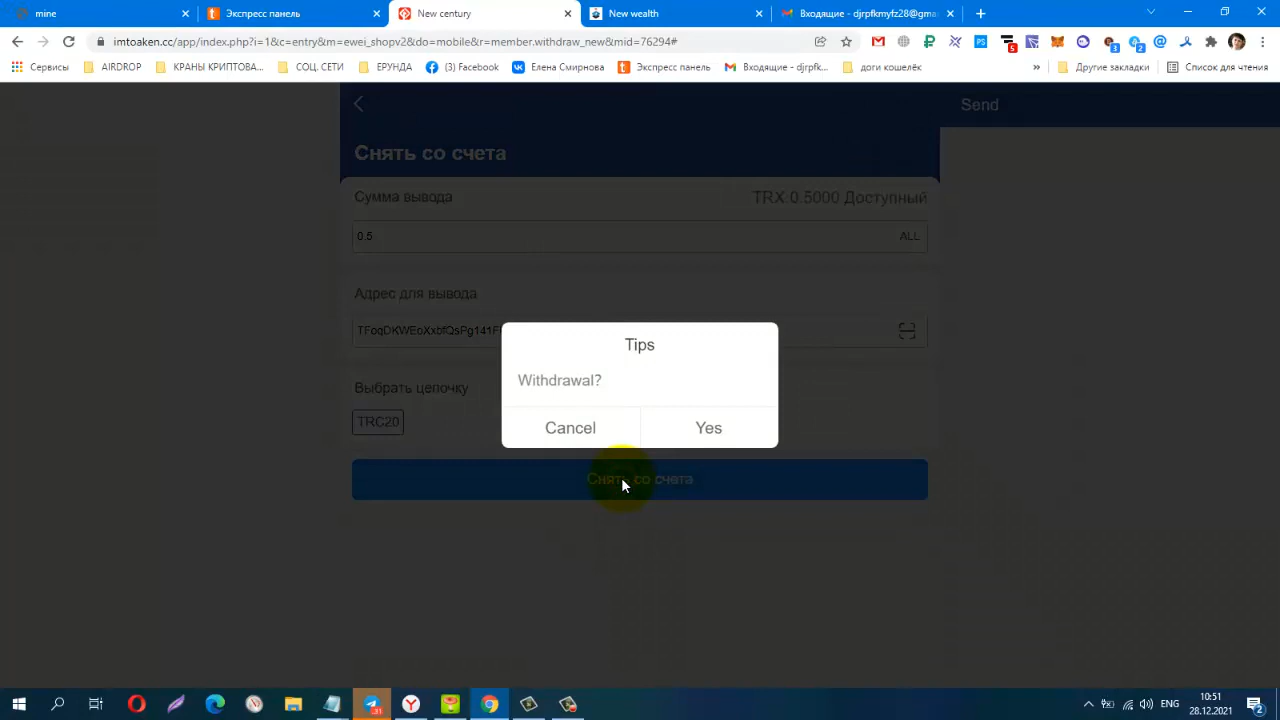 mine
Экспресс панель
New century
New wealth
Входящие - djrpfkmyfz28@gma
imtoaken.cc/app/index.php?i=1&c=entry&m=ewei_shopv2&do=mobile&r=member.withdraw_new&mid=76294#
Сервисы
AIRDROP
КРАНЫ КРИПТОВА...
СОЦ. СЕТИ
ЕРУНДА
(3) Facebook
Елена Смирнова
Экспресс панель
Входящие - djrpfk...
доги кошелёк
»
Другие закладки
Список для чтения
Send
Снять со счета
Сумма вывода
TRX 0.5000 Доступный
0.5
ALL
Адрес для вывода
Tips
Withdrawal?
Выбрать цепочку
TRC20
Cancel
Yes
Снять со счета
ENG
10:51
28.12.2021